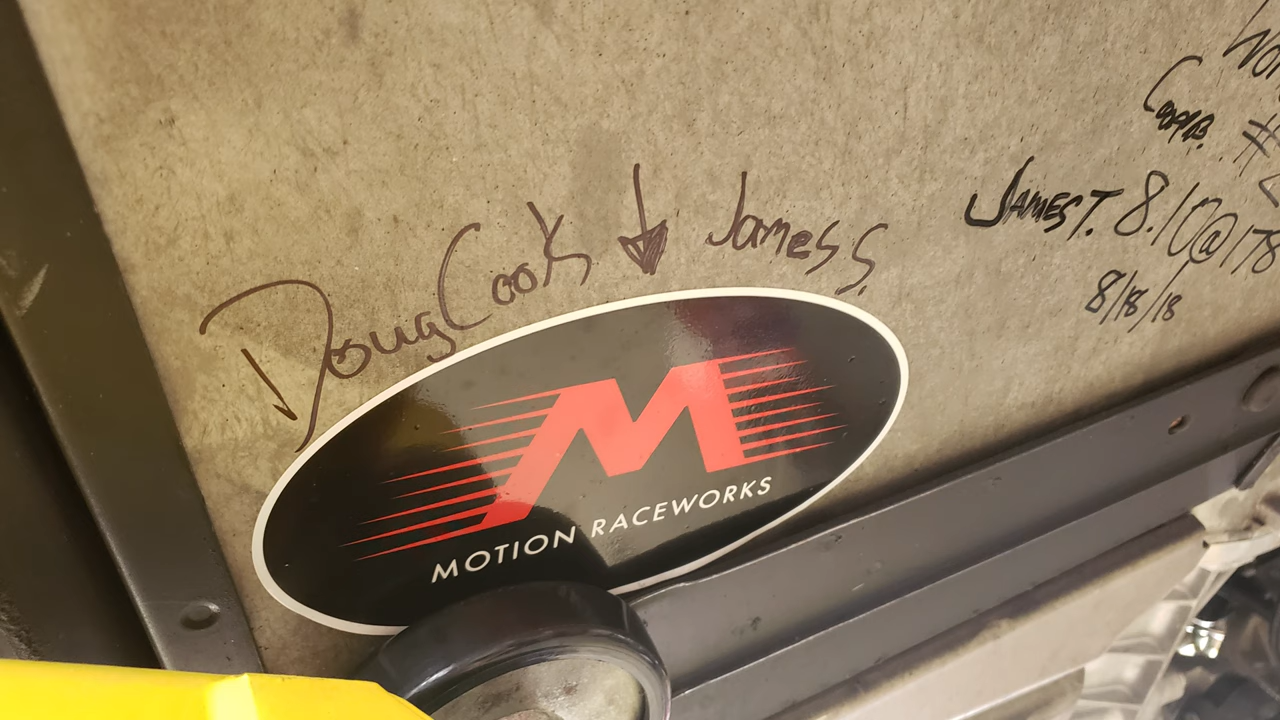 Doug Cook James S.
JAMES T. 8.10@178
8/18/18
M
MOTION RACEWORKS